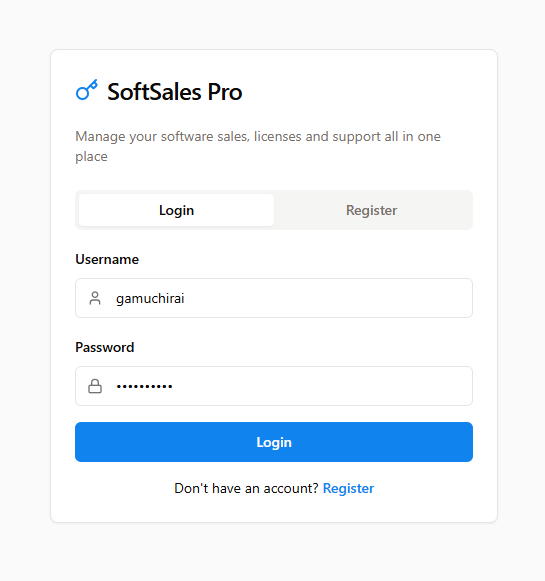 SoftSales Pro
Manage your software sales, licenses and support all in one
place
Login
Register
Username
gamuchirai
Password
••••••••••
Login
Don't have an account? Register